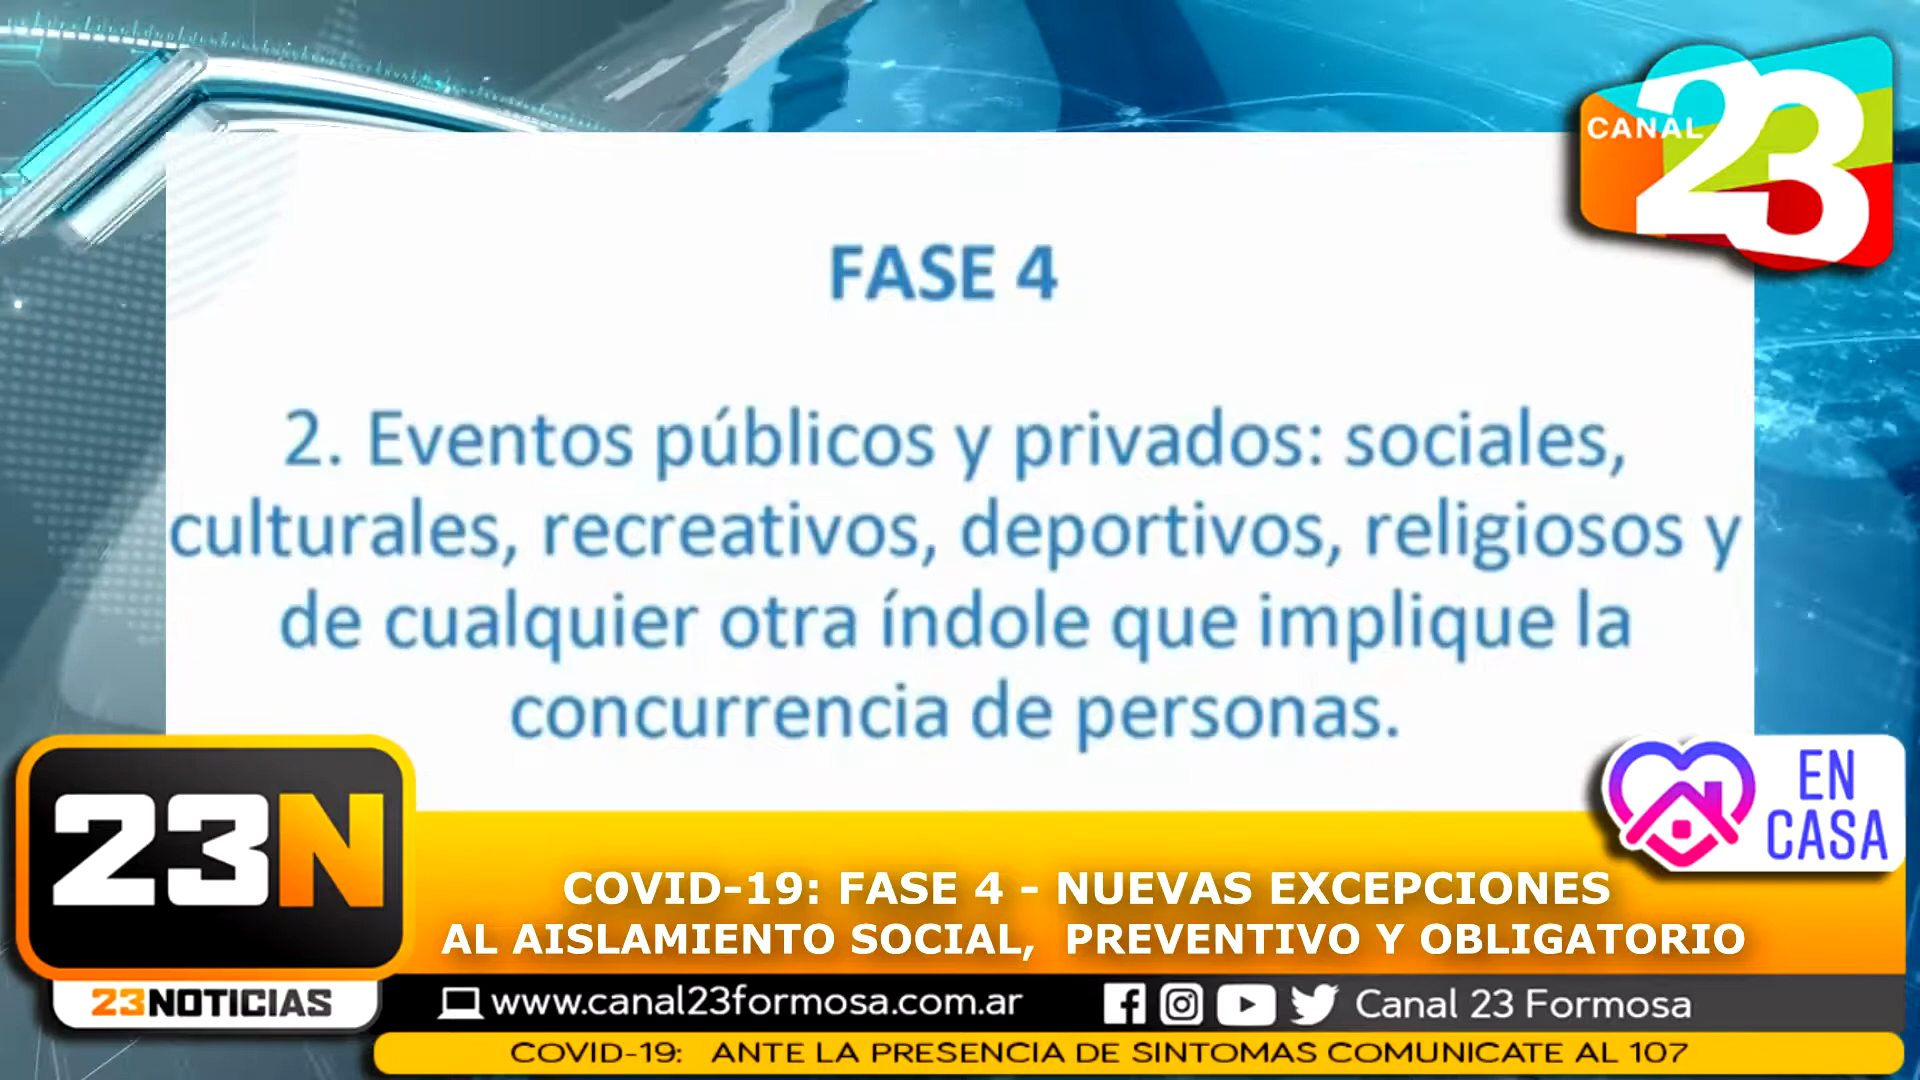 CANAL 23
FASE 4
2. Eventos públicos y privados: sociales,
culturales, recreativos, deportivos, religiosos y
de cualquier otra índole que implique la
concurrencia de personas.
EN
CASA
23N
COVID-19: FASE 4 - NUEVAS EXCEPCIONES
AL AISLAMIENTO SOCIAL, PREVENTIVO Y OBLIGATORIO
23NOTICIAS
www.canal23formosa.com.ar
Canal 23 Formosa
COVID-19: ANTE LA PRESENCIA DE SINTOMAS COMUNICATE AL 107